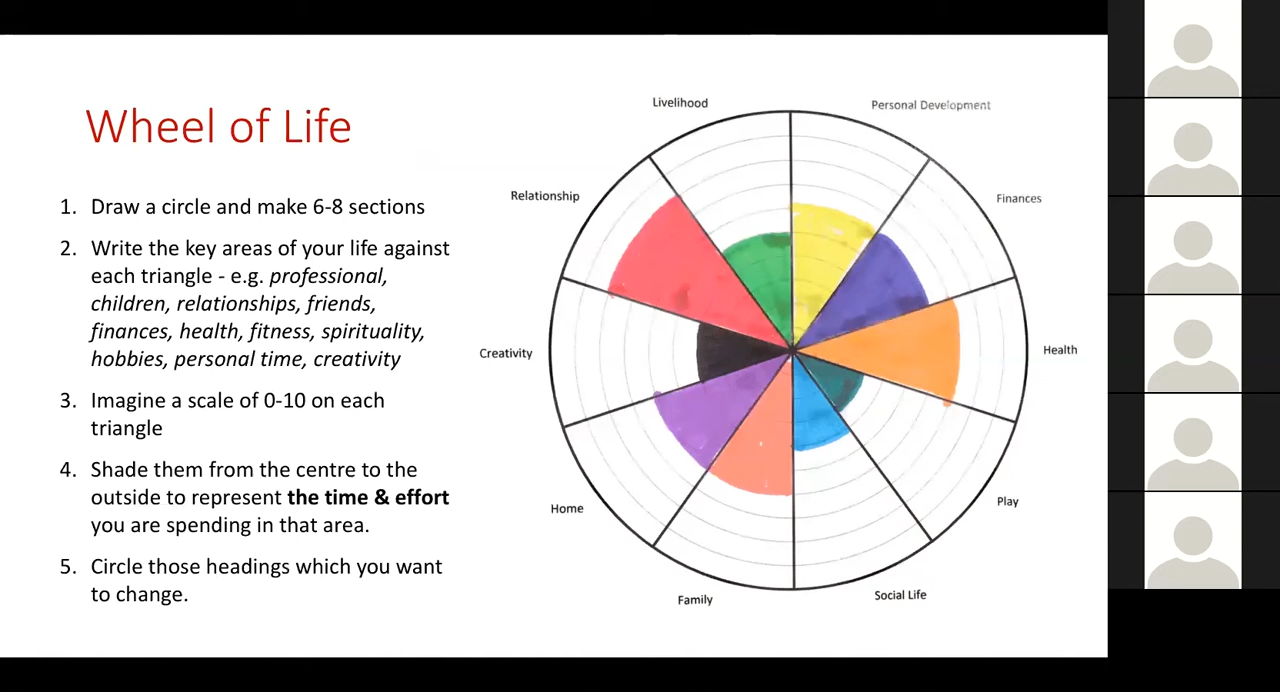 Wheel of Life
1. Draw a circle and make 6-8 sections
2. Write the key areas of your life against
each triangle - e.g. professional,
children, relationships, friends,
finances, health, fitness, spirituality,
hobbies, personal time, creativity
3. Imagine a scale of 0-10 on each
triangle
4. Shade them from the centre to the
outside to represent the time & effort
you are spending in that area.
5. Circle those headings which you want
to change.
Livelihood
Personal Development
Relationship
Finances
Creativity
Health
Home
Play
Family
Social Life